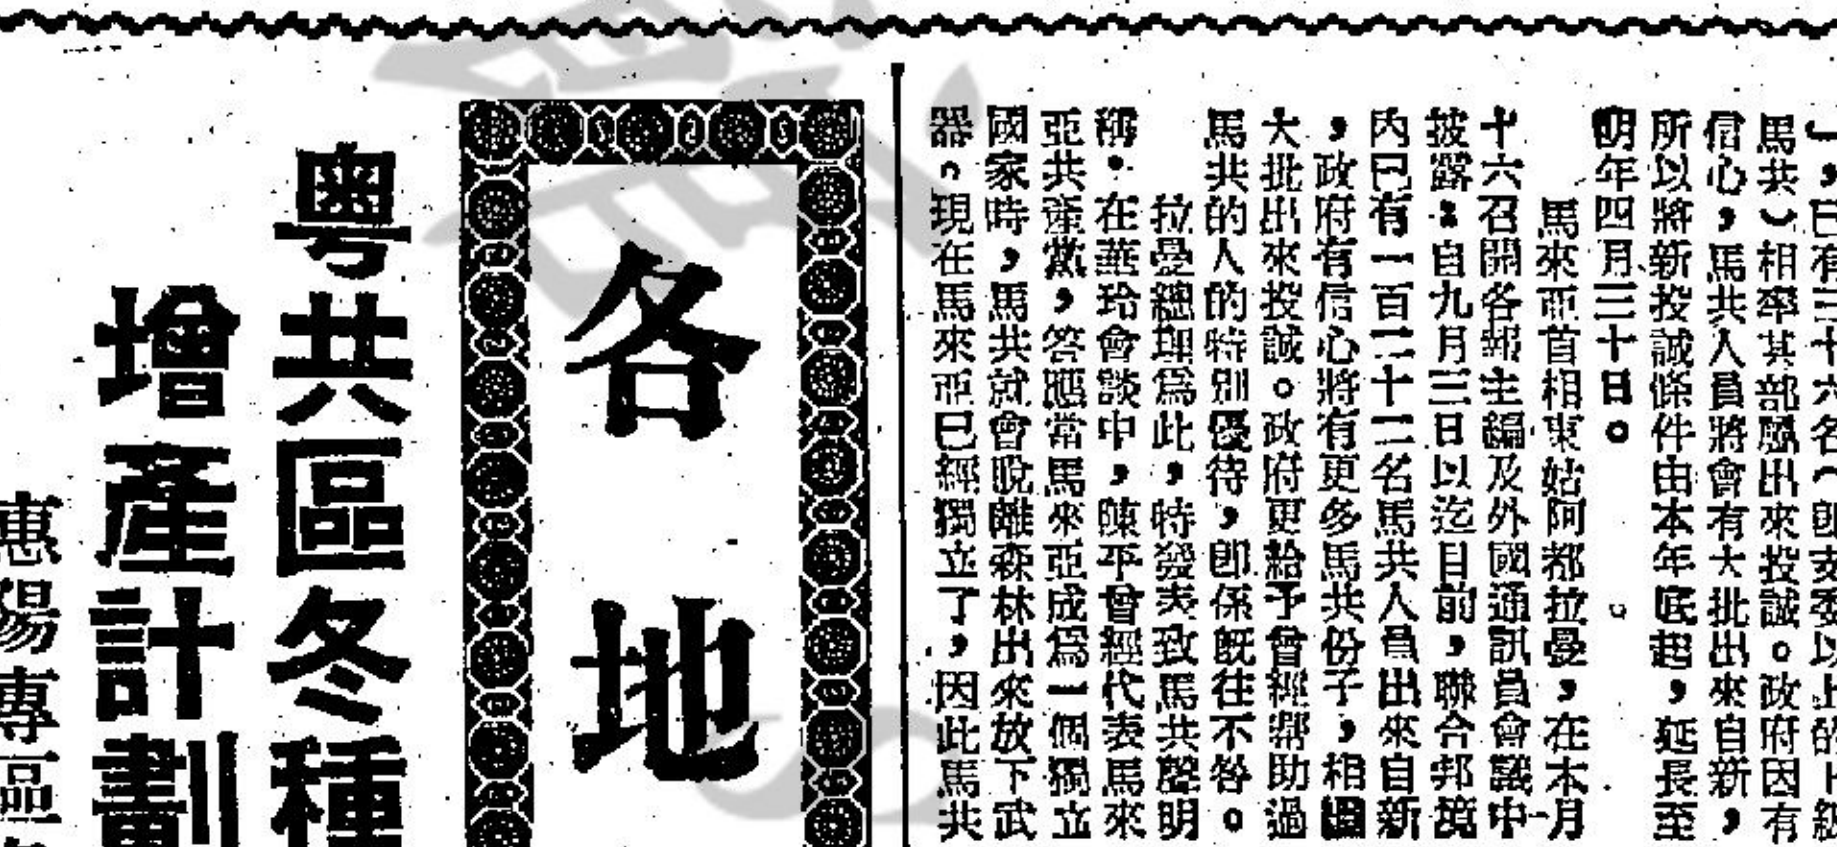 ），已有三十六名（
馬共）相率其部屬出來投誠。政府因有
信心，馬共人員將會有大批出來自新，
所以將新投誠條件由本年底起，延長至
明年四月三十日。
馬來亞首相東姑阿都拉曼，在本月
十六召開各報主編及外國通訊員會議中
披露：自九月三日以迄目前，聯合邦境
內已有一百二十二名馬共人員出來自新
，政府有信心將有更多馬共份子，相
大批出來投誠。政府更給予曾經幫助過
馬共的人的特別優待，即係既往不咎。
拉曼總理爲此，特發表致馬共聲明
稱：在華玲會談中，陳平曾經代表馬來
亞共產黨，答應當馬來亞成爲一個獨立
國家時，馬共就會脫離森林出來放下武
器。現在馬來亞已經獨立了，因此馬共
各地
粵共區冬種
增產計劃
惠陽專區